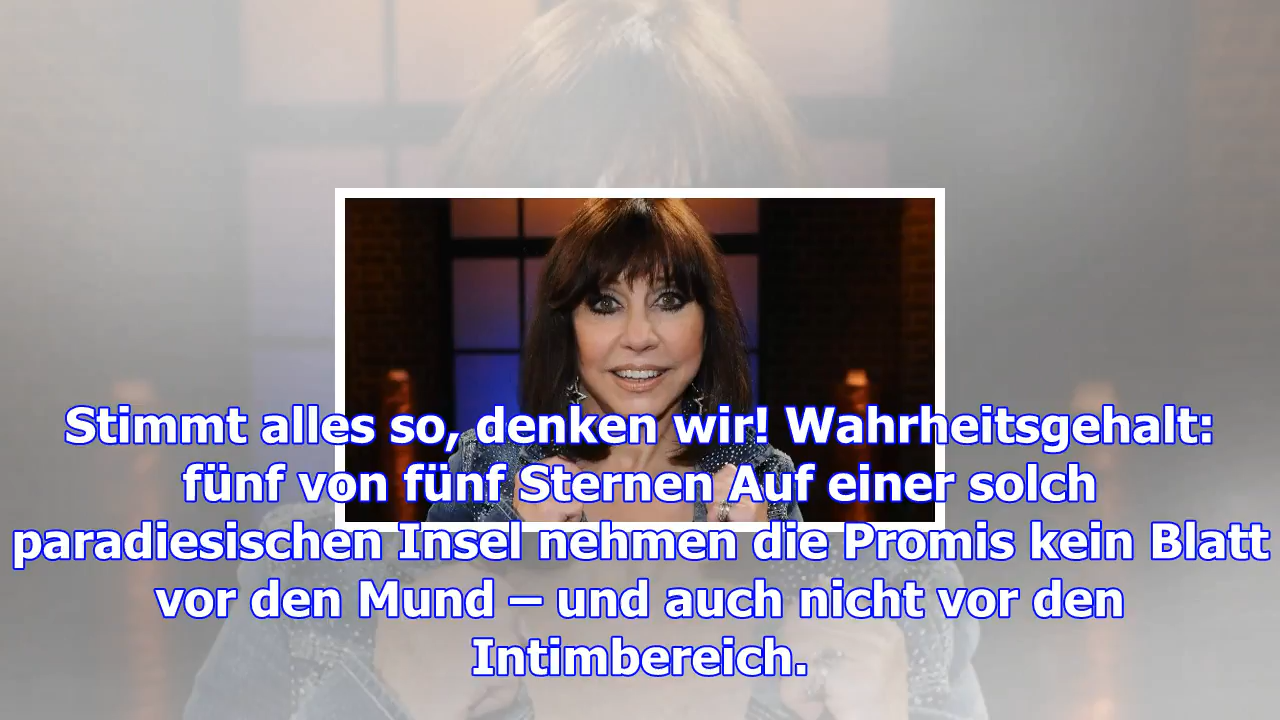 Stimmt alles so, denken wir! Wahrheitsgehalt:
fünf von fünf Sternen Auf einer solch
paradiesischen Insel nehmen die Promis kein Blatt
vor den Mund – und auch nicht vor den
Intimbereich.